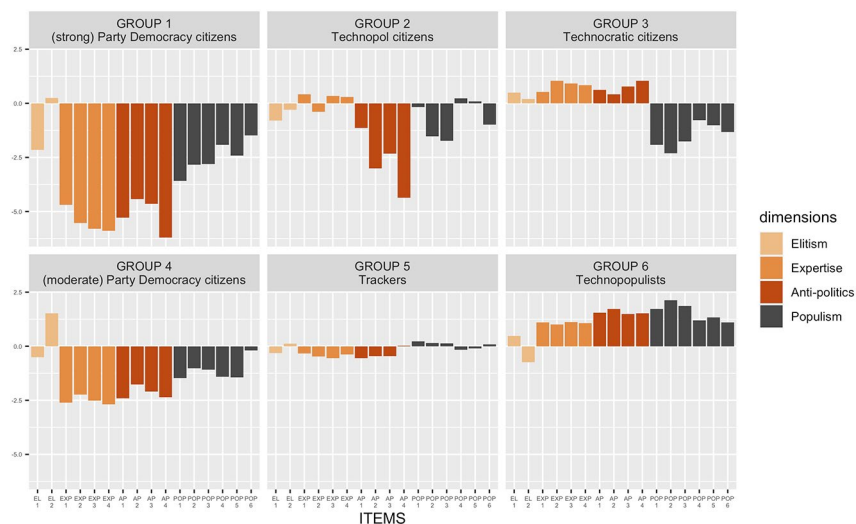 GROUP 1
(strong) Party Democracy citizens
GROUP 2
Technopol citizens
GROUP 3
Technocratic citizens
2.5
0.0
-2.5
-5.0
GROUP 4
(moderate) Party Democracy citizens
GROUP 5
Trackers
GROUP 6
Technopopulists
2.5
0.0
-2.5
-5.0
EL EL EXP EXP EXP EXP AP AP AP AP POP POP POP POP POP POP
1 2 1 2 3 4 1 2 3 4 1 2 3 4 5 6
EL EL EXP EXP EXP EXP AP AP AP AP POP POP POP POP POP POP
1 2 1 2 3 4 1 2 3 4 1 2 3 4 5 6
EL EL EXP EXP EXP EXP AP AP AP AP POP POP POP POP POP POP
1 2 1 2 3 4 1 2 3 4 1 2 3 4 5 6
ITEMS
dimensions
Elitism
Expertise
Anti-politics
Populism